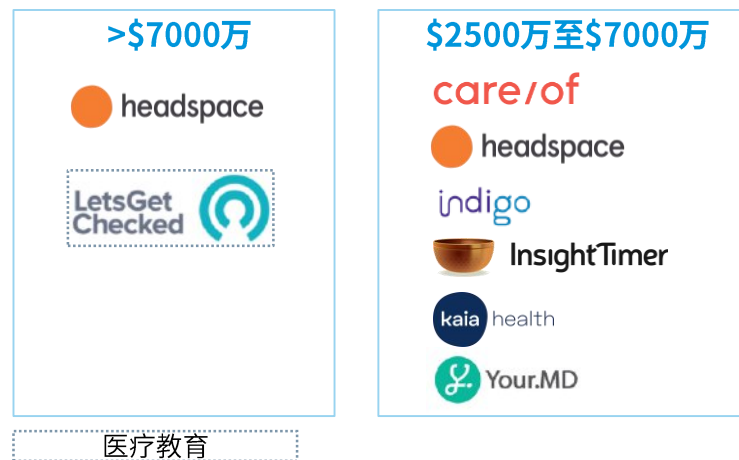 >$7000万
headspace
LetsGet
Checked
$2500万至$7000万
care/of
headspace
indigo
InsightTimer
kaia health
Your.MD
医疗教育